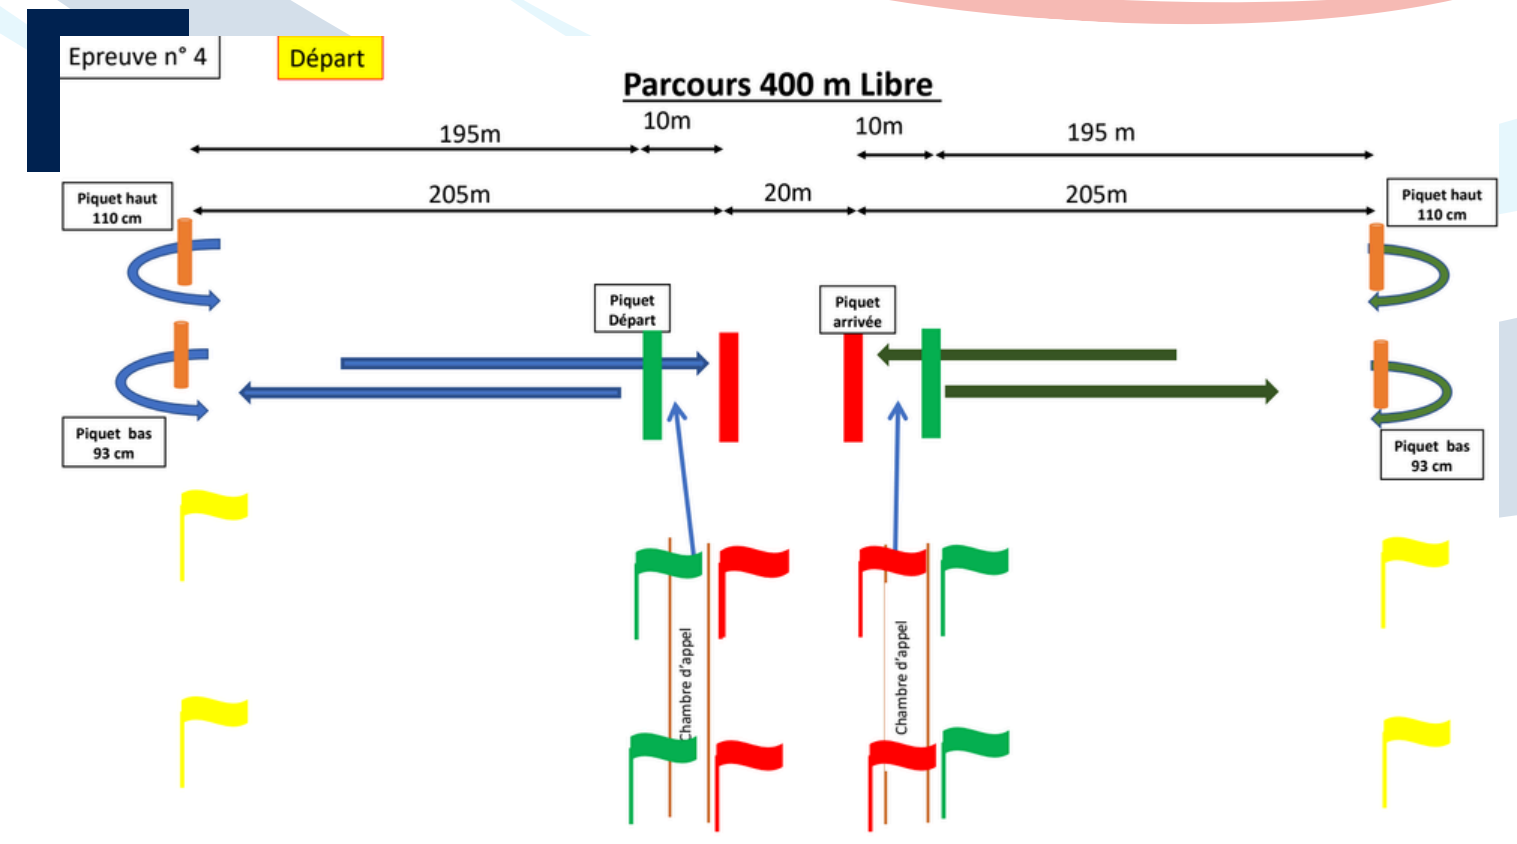 Epreuve n° 4
Départ
Parcours 400 m Libre
195m
10m
10m
195 m
205m
20m
205m
Piquet haut
110 cm
Piquet haut
110 cm
Piquet
Départ
Piquet
arrivée
Piquet bas
93 cm
Piquet bas
93 cm
Chambre d'appel
Chambre d'appel